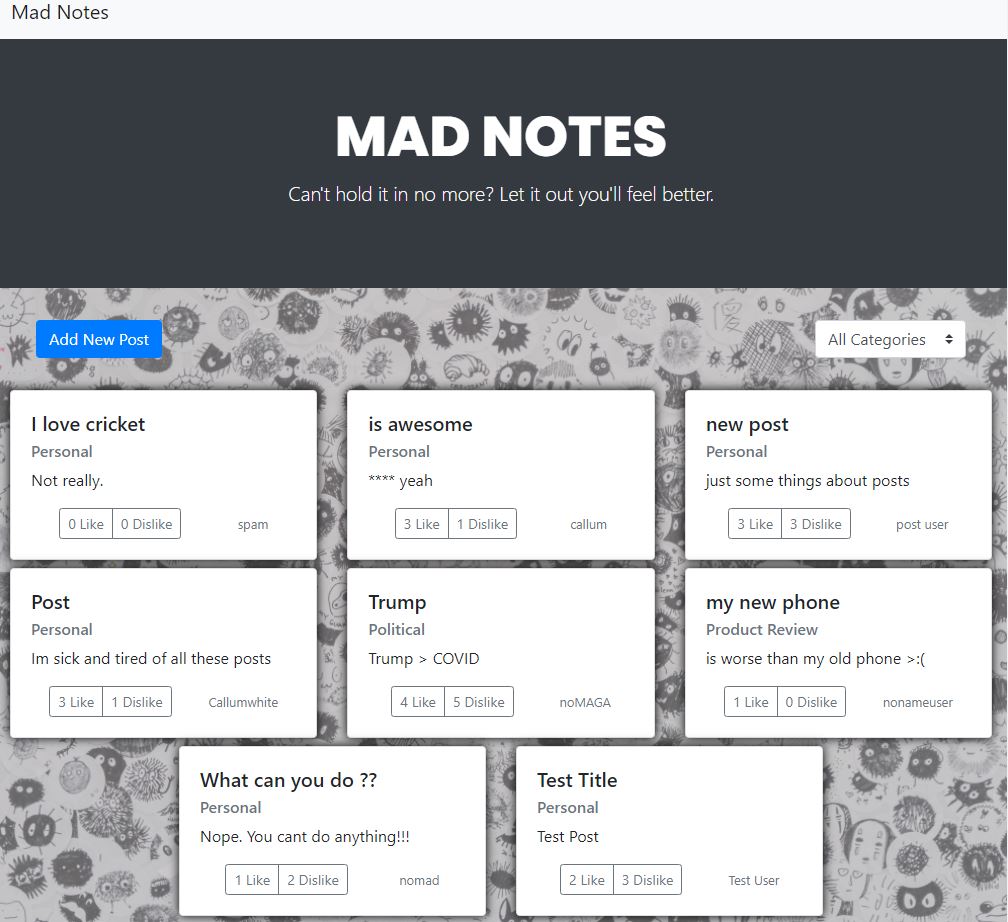 Mad Notes
MAD NOTES
Can't hold it in no more? Let it out you'll feel better.
Add New Post
All Categories
I love cricket
Personal
Not really.
0 Like 0 Dislike spam
is awesome
Personal
**** yeah
3 Like 1 Dislike callum
new post
Personal
just some things about posts
3 Like 3 Dislike post user
Post
Personal
Im sick and tired of all these posts
3 Like 1 Dislike Callumwhite
Trump
Political
Trump > COVID
4 Like 5 Dislike noMAGA
my new phone
Product Review
is worse than my old phone >:(
1 Like 0 Dislike nonameuser
What can you do ??
Personal
Nope. You cant do anything!!!
1 Like 2 Dislike nomad
Test Title
Personal
Test Post
2 Like 3 Dislike Test User